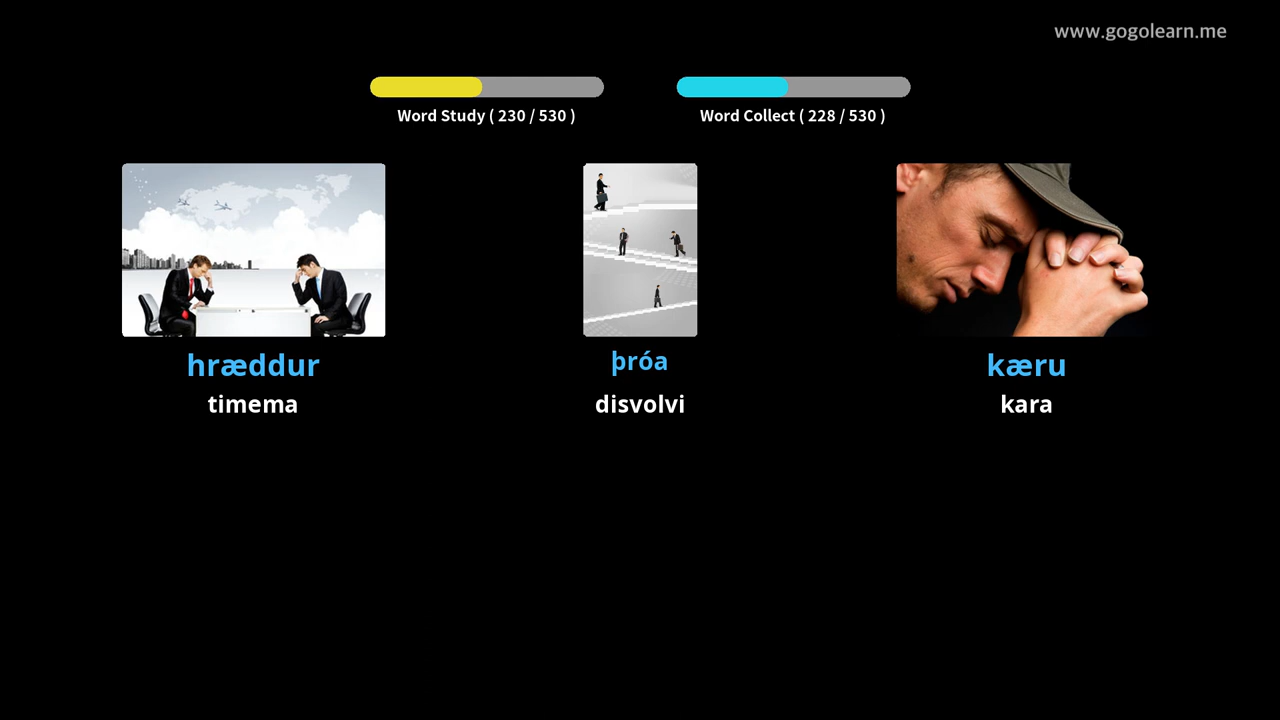 www.gogolearn.me
Word Study ( 230 / 530 )
Word Collect ( 228 / 530 )
hræddur
þróa
kæru
timema
disvolvi
kara